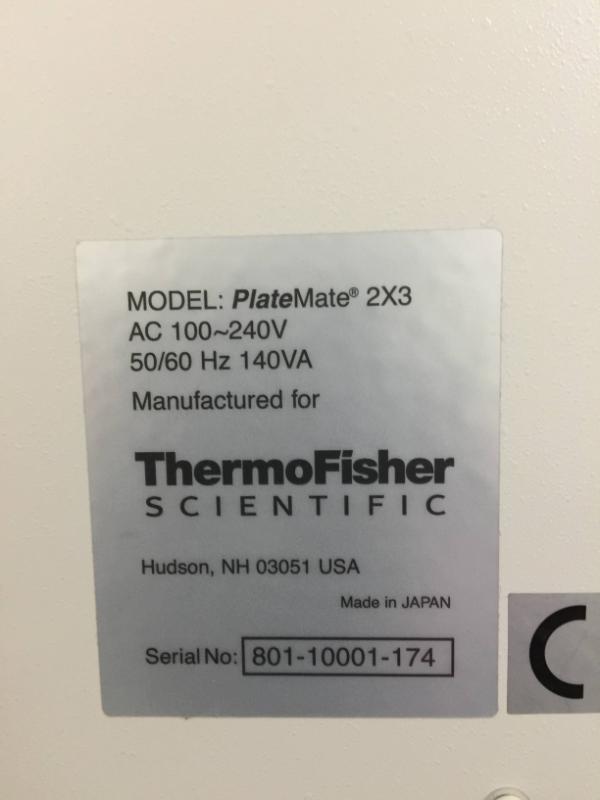 MODEL: PlateMate® 2X3
AC 100~240V
50/60 Hz 140VA
Manufactured for
ThermoFisher
SCIENTIFIC
Hudson, NH 03051 USA
Made in JAPAN
Serial No: 801-10001-174
C